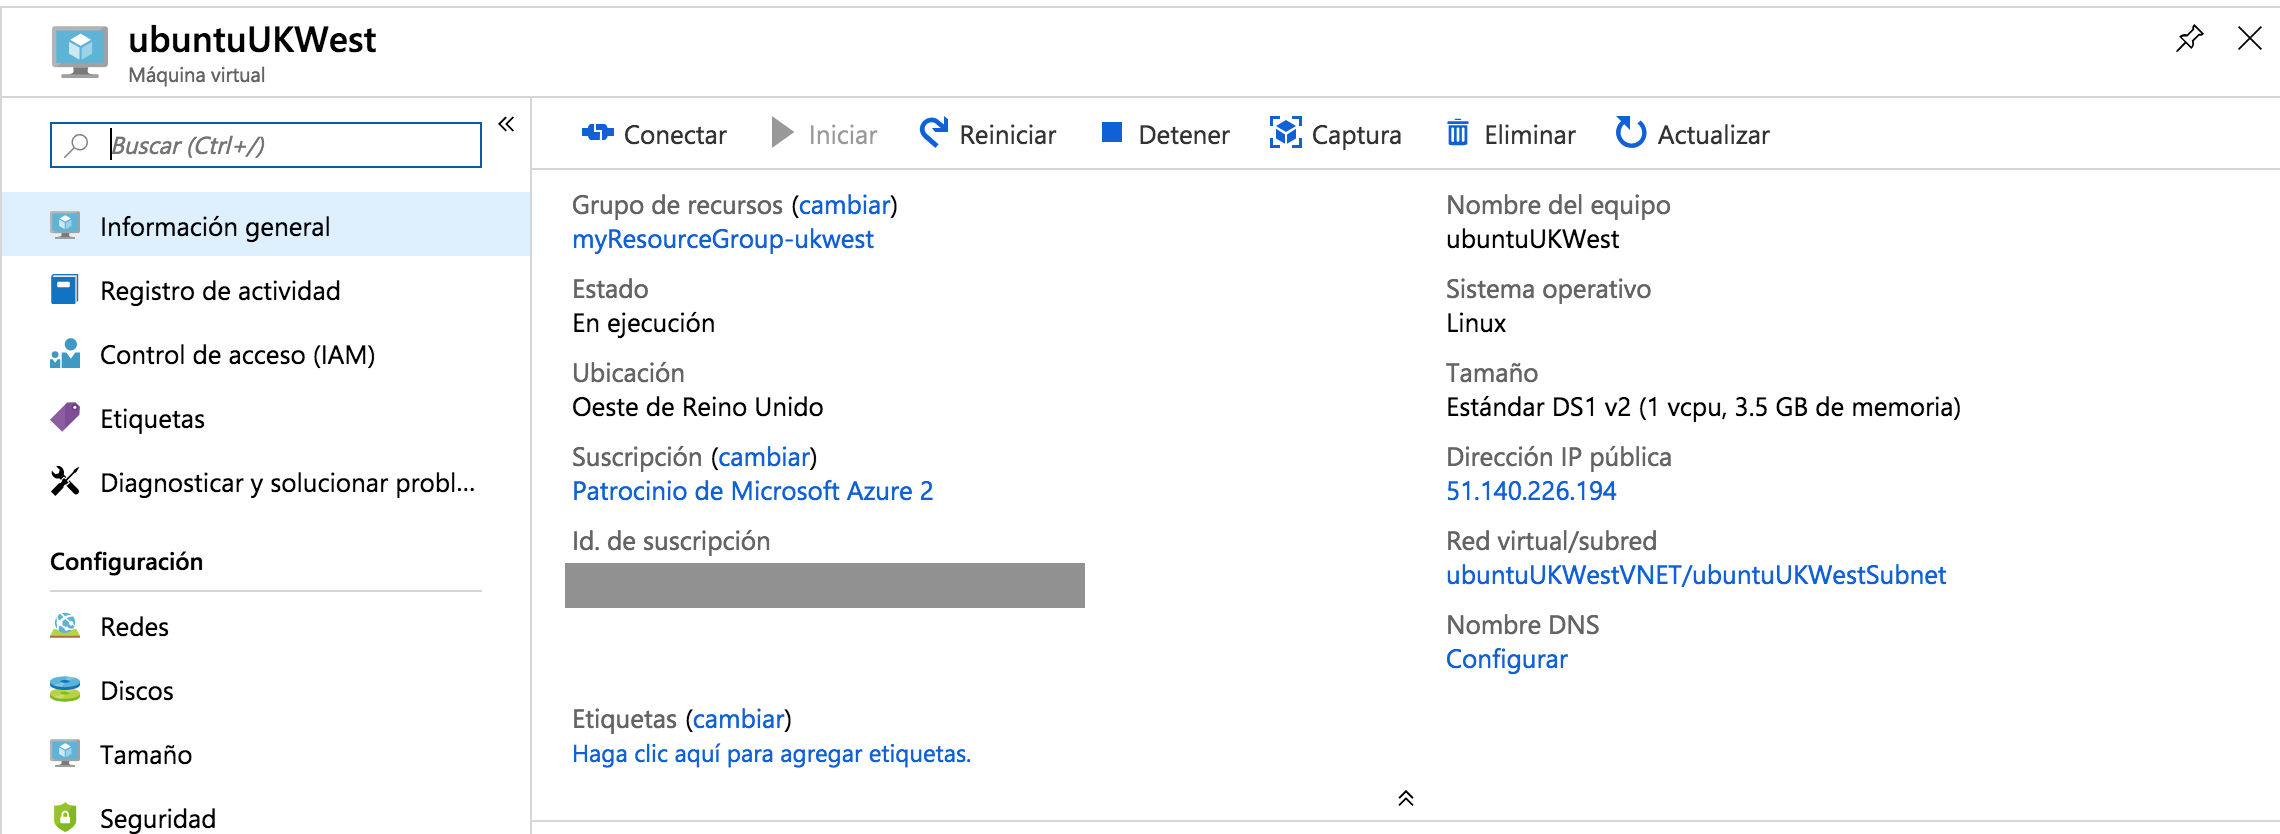 ubuntuUKWest
Máquina virtual
Buscar (Ctrl+/)
Información general
Registro de actividad
Control de acceso (IAM)
Etiquetas
Diagnosticar y solucionar probl...
Configuración
Redes
Discos
Tamaño
Seguridad
Conectar Iniciar Reiniciar Detener Captura Eliminar Actualizar
Grupo de recursos (cambiar)
myResourceGroup-ukwest
Estado
En ejecución
Ubicación
Oeste de Reino Unido
Suscripción (cambiar)
Patrocinio de Microsoft Azure 2
Id. de suscripción
Etiquetas (cambiar)
Haga clic aquí para agregar etiquetas.
Nombre del equipo
ubuntuUKWest
Sistema operativo
Linux
Tamaño
Estándar DS1 v2 (1 vcpu, 3.5 GB de memoria)
Dirección IP pública
51.140.226.194
Red virtual/subred
ubuntuUKWestVNET/ubuntuUKWestSubnet
Nombre DNS
Configurar